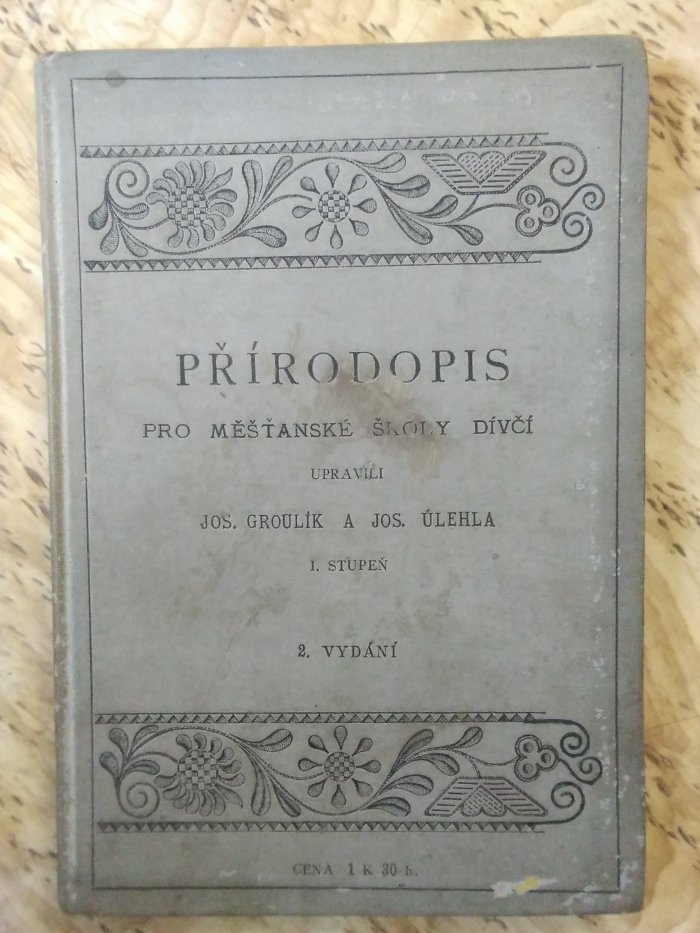 PŘÍRODOPIS
PRO MĚŠŤANSKÉ ŠKOLY DÍVČÍ
UPRAVILI
JOS. GROULÍK A JOS. ÚLEHLA
I. STUPEŇ
2. VYDÁNÍ
CENA 1 K 30 h.